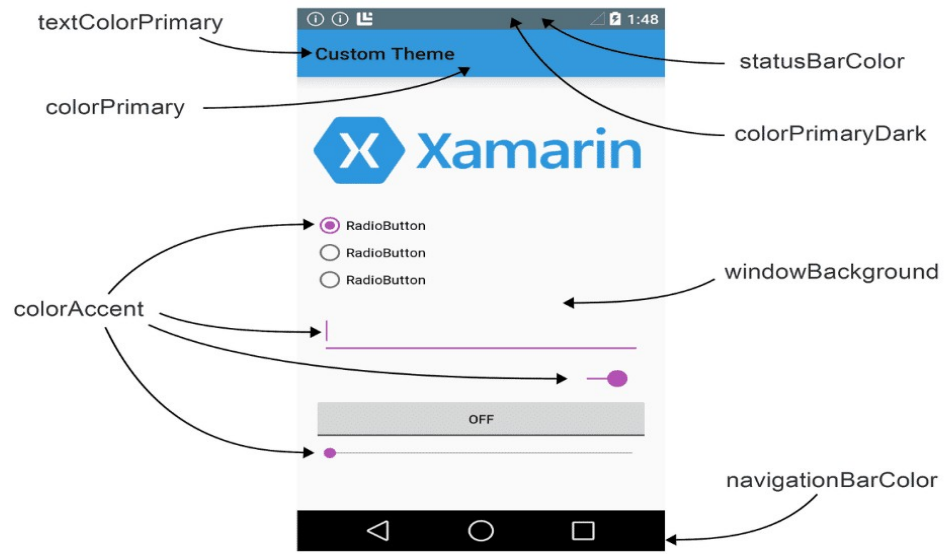 textColorPrimary
1:48
Custom Theme
statusBarColor
colorPrimary
colorPrimaryDark
Xamarin
RadioButton
RadioButton
RadioButton
windowBackground
colorAccent
OFF
navigationBarColor